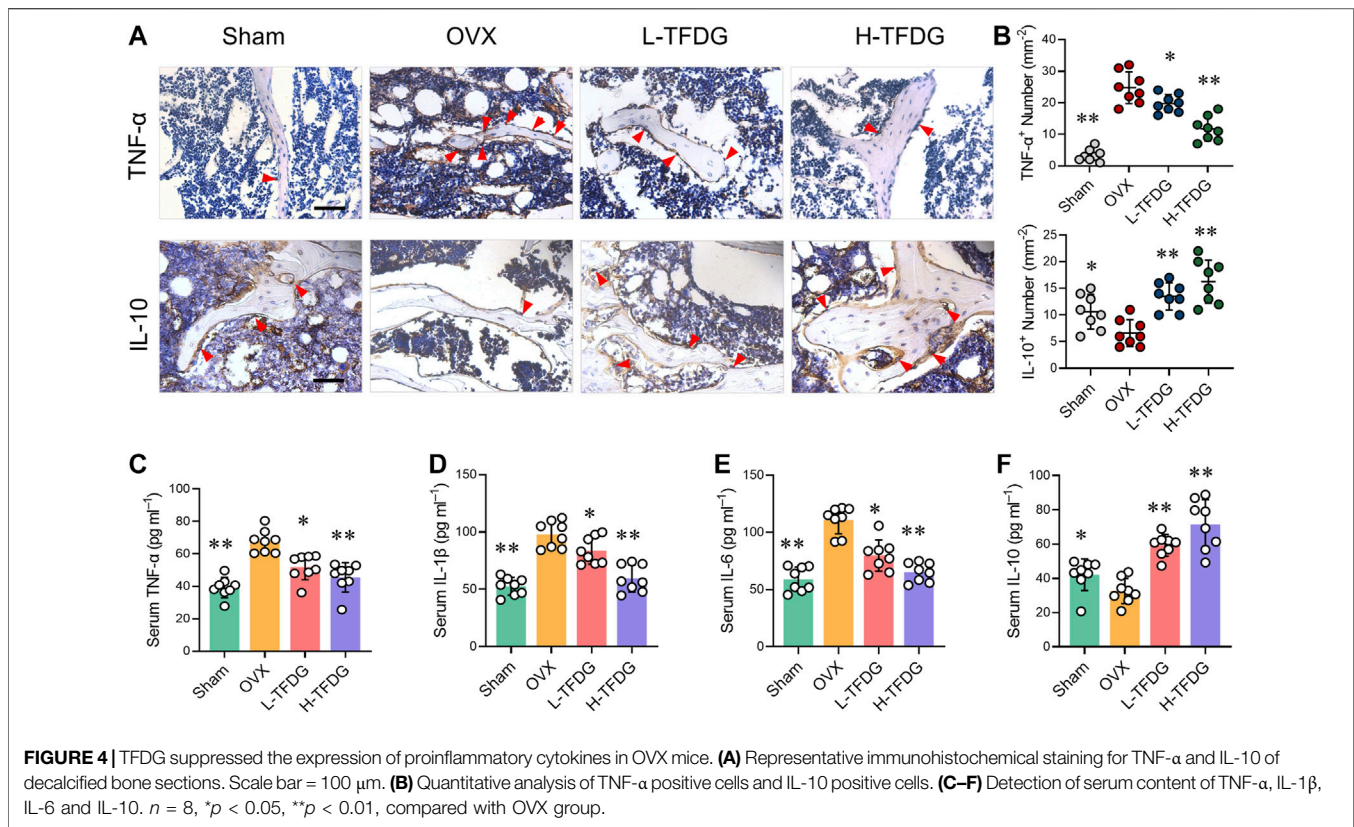 A
Sham OVX L-TFDG H-TFDG
TNF-α
IL-10
B
TNF-α⁺ Number (mm⁻²)
40
30
20
10
0
** * **
Sham OVX L-TFDG H-TFDG
IL-10⁺ Number (mm⁻²)
25
20
15
10
5
0
* ** **
Sham OVX L-TFDG H-TFDG
C
Serum TNF-α (pg ml⁻¹)
100
80
60
40
20
0
** * **
Sham OVX L-TFDG H-TFDG
D
Serum IL-1β (pg ml⁻¹)
150
100
50
0
** * **
Sham OVX L-TFDG H-TFDG
E
Serum IL-6 (pg ml⁻¹)
150
100
50
0
** * **
Sham OVX L-TFDG H-TFDG
F
Serum IL-10 (pg ml⁻¹)
100
80
60
40
20
0
* ** **
Sham OVX L-TFDG H-TFDG
FIGURE 4 | TFDG suppressed the expression of proinflammatory cytokines in OVX mice. (A) Representative immunohistochemical staining for TNF-α and IL-10 of
decalcified bone sections. Scale bar = 100 μm. (B) Quantitative analysis of TNF-α positive cells and IL-10 positive cells. (C–F) Detection of serum content of TNF-α, IL-1β,
IL-6 and IL-10. n = 8, *p < 0.05, **p < 0.01, compared with OVX group.